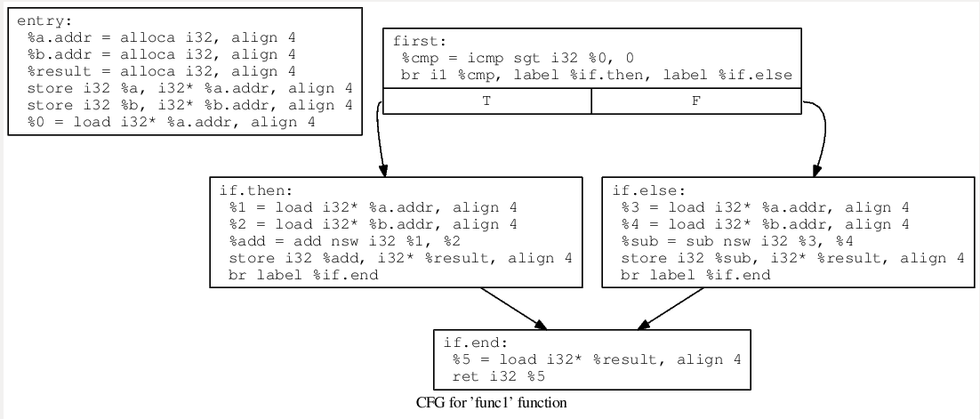 entry:
%a.addr = alloca i32, align 4
%b.addr = alloca i32, align 4
%result = alloca i32, align 4
store i32 %a, i32* %a.addr, align 4
store i32 %b, i32* %b.addr, align 4
%0 = load i32* %a.addr, align 4
first:
%cmp = icmp sgt i32 %0, 0
br i1 %cmp, label %if.then, label %if.else
T
F
if.then:
%1 = load i32* %a.addr, align 4
%2 = load i32* %b.addr, align 4
%add = add nsw i32 %1, %2
store i32 %add, i32* %result, align 4
br label %if.end
if.else:
%3 = load i32* %a.addr, align 4
%4 = load i32* %b.addr, align 4
%sub = sub nsw i32 %3, %4
store i32 %sub, i32* %result, align 4
br label %if.end
if.end:
%5 = load i32* %result, align 4
ret i32 %5
CFG for 'func1' function